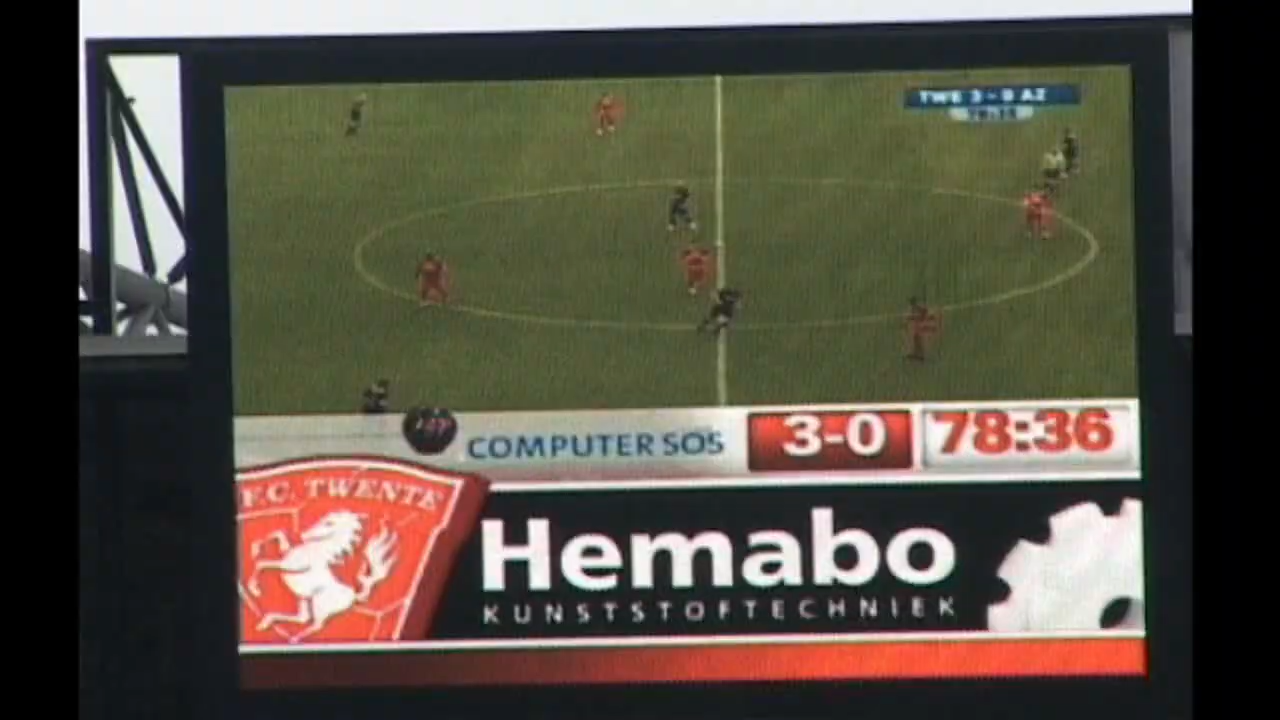 TWE 3 - 0 AZ
COMPUTER SOS
3-0
78:36
F.C. TWENTE
Hemabo
KUNSTSTOFTECHNIEK